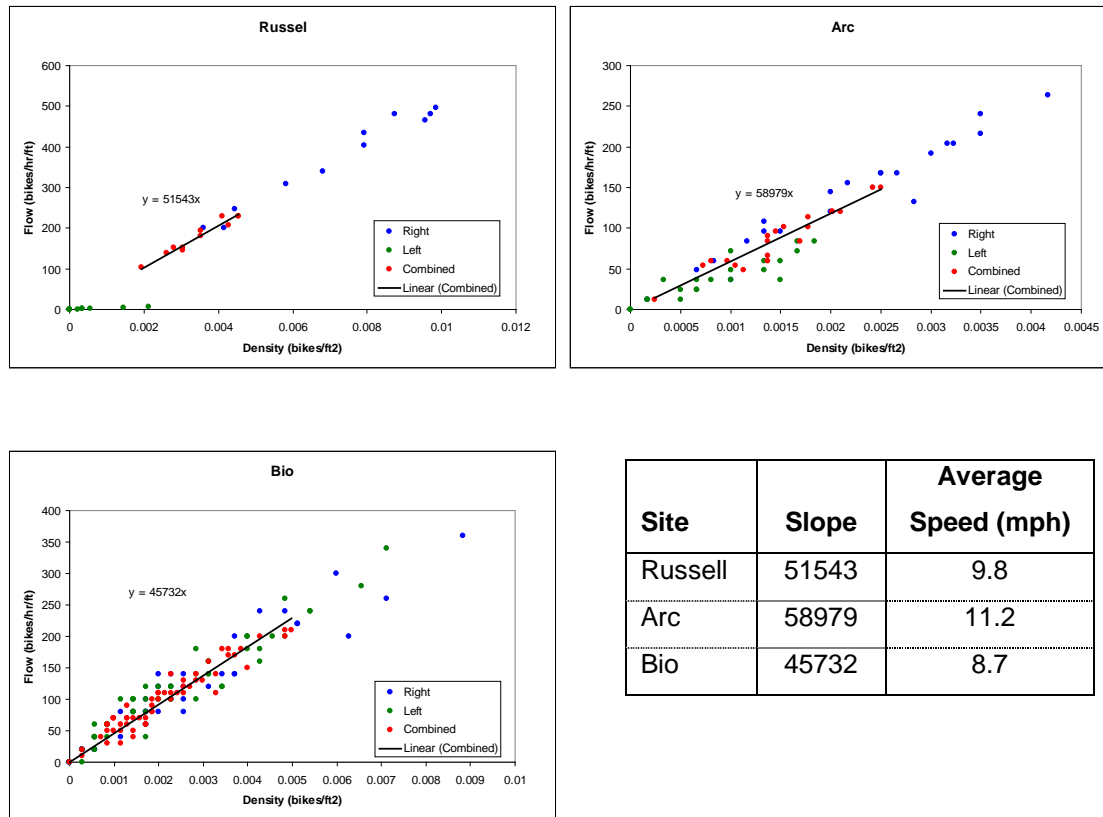 Russel
Flow (bikes/hr/ft)
600
500
400
300
200
100
0
y = 51543x
Right
Left
Combined
Linear (Combined)
0 0.002 0.004 0.006 0.008 0.01 0.012
Density (bikes/ft2)
Arc
Flow (bikes/hr/ft)
300
250
200
150
100
50
0
y = 58979x
Right
Left
Combined
Linear (Combined)
0 0.0005 0.001 0.0015 0.002 0.0025 0.003 0.0035 0.004 0.0045
Density (bikes/ft2)
Bio
Flow (bikes/hr/ft)
400
350
300
250
200
150
100
50
0
y = 45732x
Right
Left
Combined
Linear (Combined)
0 0.001 0.002 0.003 0.004 0.005 0.006 0.007 0.008 0.009 0.01
Density (bikes/ft2)
Average
Site Slope Speed (mph)
Russell 51543 9.8
Arc 58979 11.2
Bio 45732 8.7